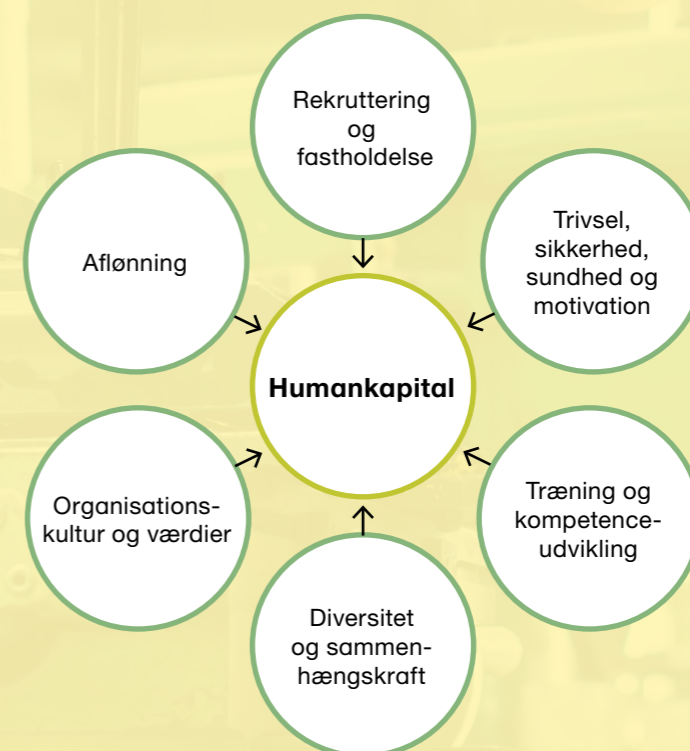 Rekruttering
og
fastholdelse
Aflønning
Trivsel,
sikkerhed,
sundhed og
motivation
Humankapital
Organisations-
kultur og værdier
Træning og
kompetence-
udvikling
Diversitet
og sammen-
hængskraft